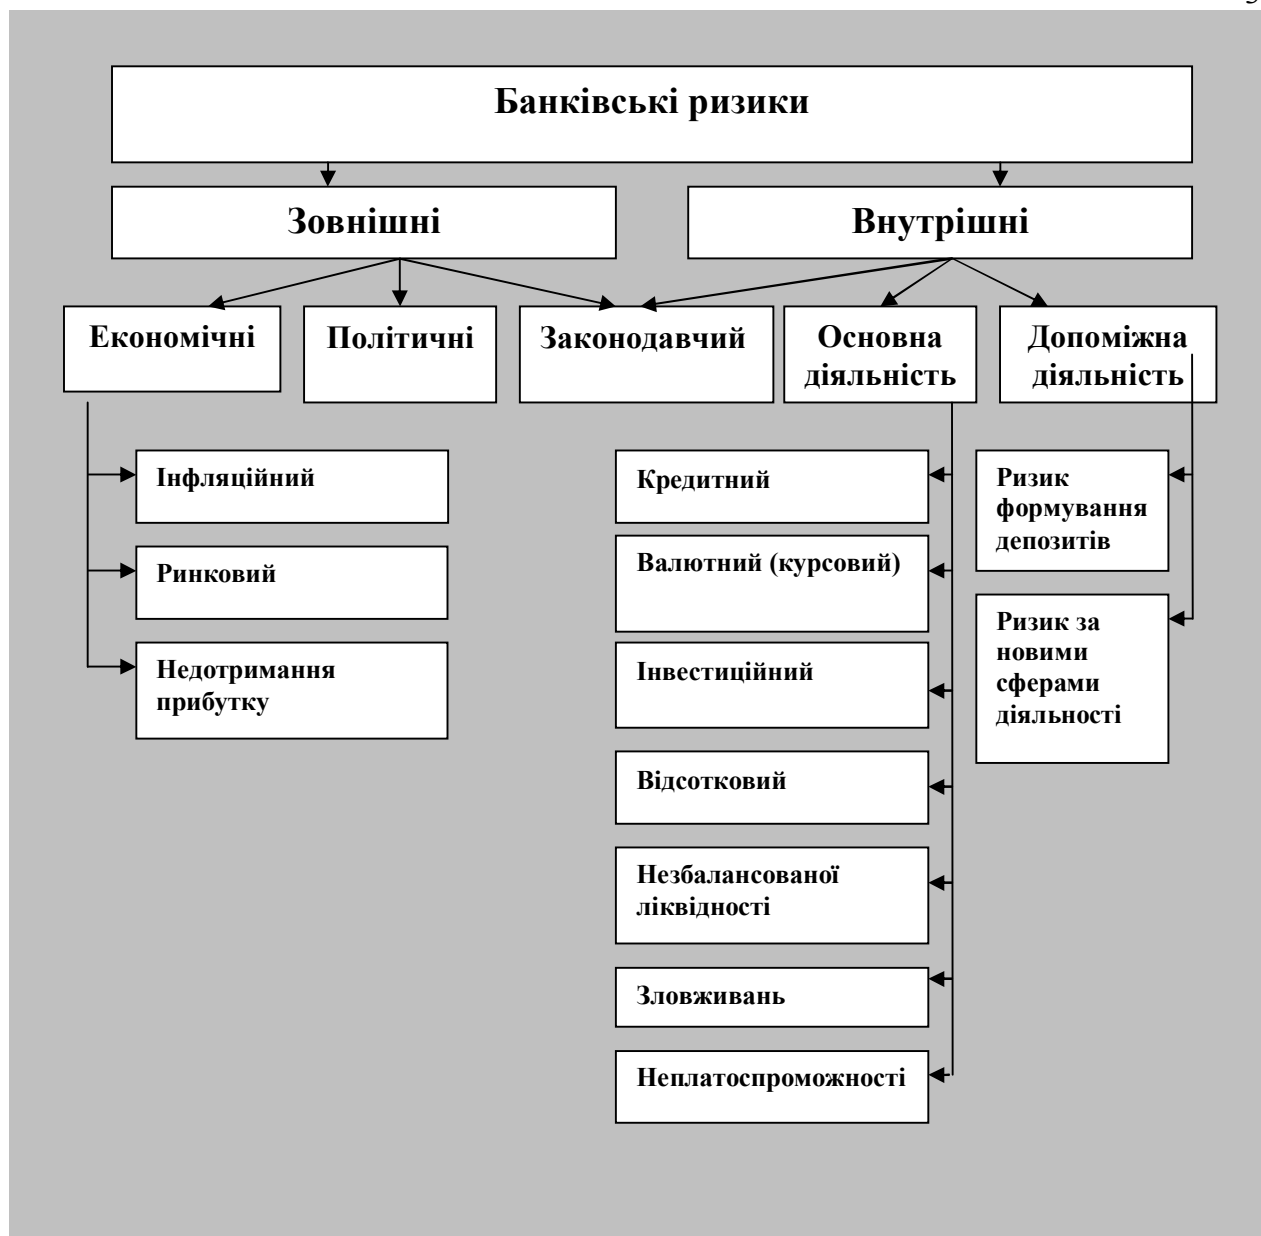 Банківські ризики
Зовнішні
Внутрішні
Економічні
Політичні
Законодавчий
Основна
діяльність
Допоміжна
діяльність
Інфляційний
Ринковий
Недотримання
прибутку
Кредитний
Валютний (курсовий)
Інвестиційний
Відсотковий
Незбалансованої
ліквідності
Зловживань
Неплатоспроможності
Ризик
формування
депозитів
Ризик за
новими
сферами
діяльності